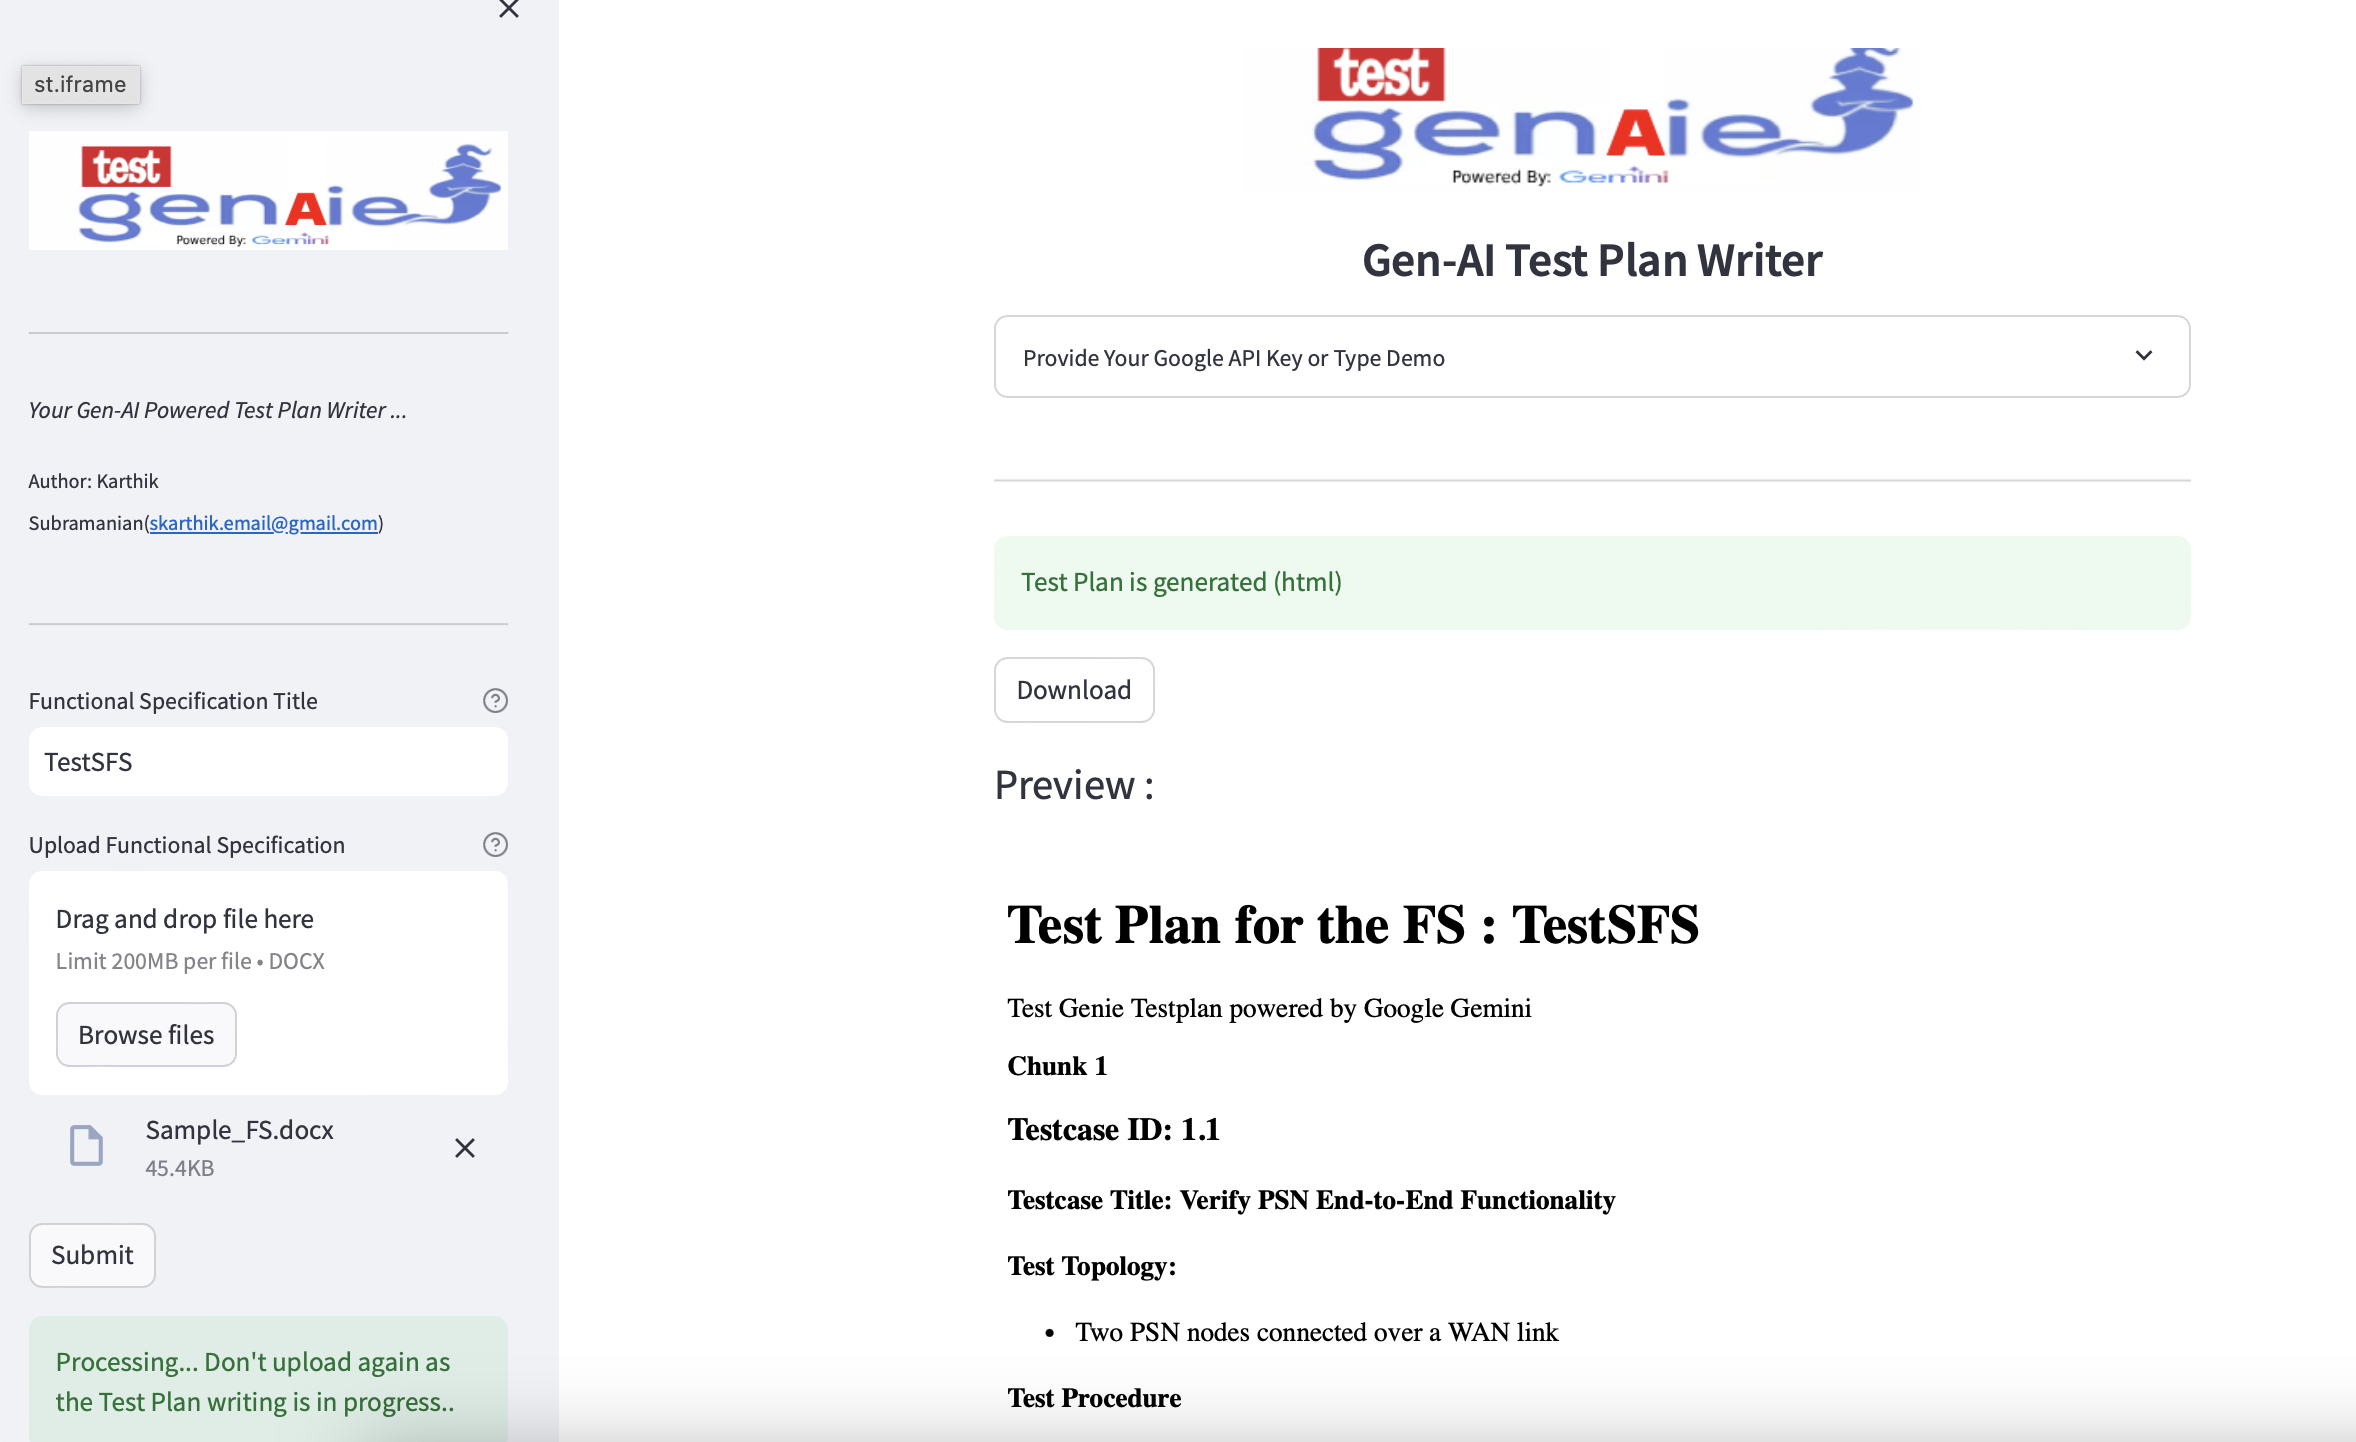 st.iframe
test
genAie
Powered By: Gemini
Your Gen-AI Powered Test Plan Writer ...
Author: Karthik
Subramanian(skarthik.email@gmail.com)
Functional Specification Title
TestSFS
Upload Functional Specification
Drag and drop file here
Limit 200MB per file • DOCX
Browse files
Sample_FS.docx
45.4KB
Submit
Processing... Don't upload again as
the Test Plan writing is in progress..
test
genAie
Powered By: Gemini
Gen-AI Test Plan Writer
Provide Your Google API Key or Type Demo
Test Plan is generated (html)
Download
Preview :
Test Plan for the FS : TestSFS
Test Genie Testplan powered by Google Gemini
Chunk 1
Testcase ID: 1.1
Testcase Title: Verify PSN End-to-End Functionality
Test Topology:
• Two PSN nodes connected over a WAN link
Test Procedure